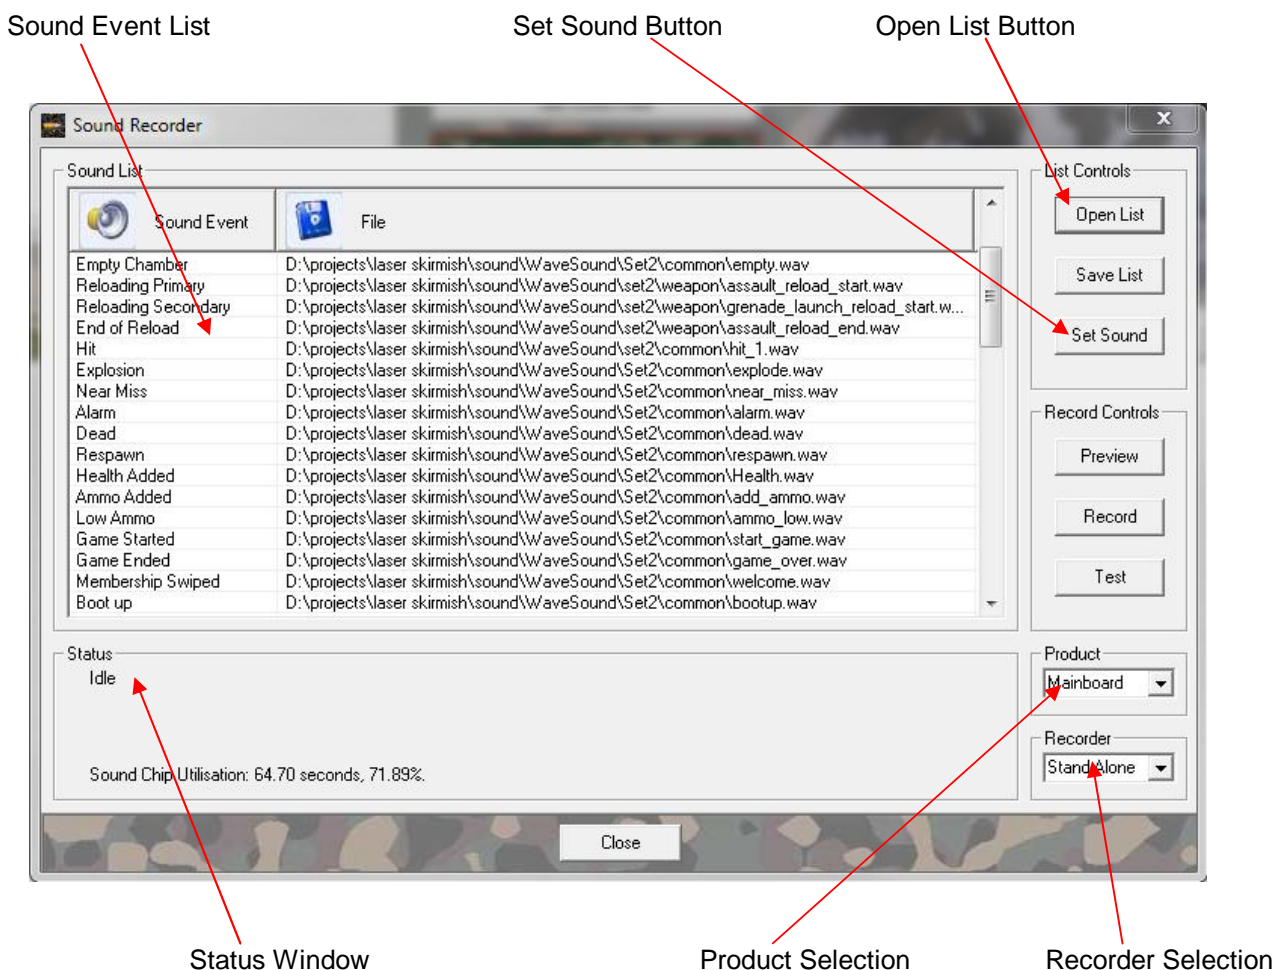 Sound Event List Set Sound Button Open List Button
Sound Recorder X
Sound List List Controls
Sound Event File Open List
Empty Chamber D:\projects\laser skirmish\sound\WaveSound\Set2\common\empty.wav
Reloading Primary D:\projects\laser skirmish\sound\WaveSound\set2\weapon\assault_reload_start.wav
Save List
Reloading Secondary D:\projects\laser skirmish\sound\WaveSound\set2\weapon\grenade_launch_reload_start.w...
End of Reload D:\projects\laser skirmish\sound\WaveSound\set2\weapon\assault_reload_end.wav
Set Sound
Hit D:\projects\laser skirmish\sound\WaveSound\set2\common\hit_1.wav
Explosion D:\projects\laser skirmish\sound\WaveSound\Set2\common\explode.wav
Near Miss D:\projects\laser skirmish\sound\WaveSound\Set2\common\near_miss.wav
Alarm D:\projects\laser skirmish\sound\WaveSound\Set2\common\alarm.wav
Record Controls
Dead D:\projects\laser skirmish\sound\WaveSound\Set2\common\dead.wav
Respawn D:\projects\laser skirmish\sound\WaveSound\Set2\common\respawn.wav
Preview
Health Added D:\projects\laser skirmish\sound\WaveSound\Set2\common\Health.wav
Ammo Added D:\projects\laser skirmish\sound\WaveSound\Set2\common\add_ammo.wav
Low Ammo D:\projects\laser skirmish\sound\WaveSound\Set2\common\ammo_low.wav
Record
Game Started D:\projects\laser skirmish\sound\WaveSound\Set2\common\start_game.wav
Game Ended D:\projects\laser skirmish\sound\WaveSound\Set2\common\game_over.wav
Membership Swiped D:\projects\laser skirmish\sound\WaveSound\Set2\common\welcome.wav
Test
Boot up D:\projects\laser skirmish\sound\WaveSound\Set2\common\bootup.wav
Status Product
Idle Mainboard
Recorder
Sound Chip Utilisation: 64.70 seconds, 71.89%. Stand Alone
Close
Status Window Product Selection Recorder Selection